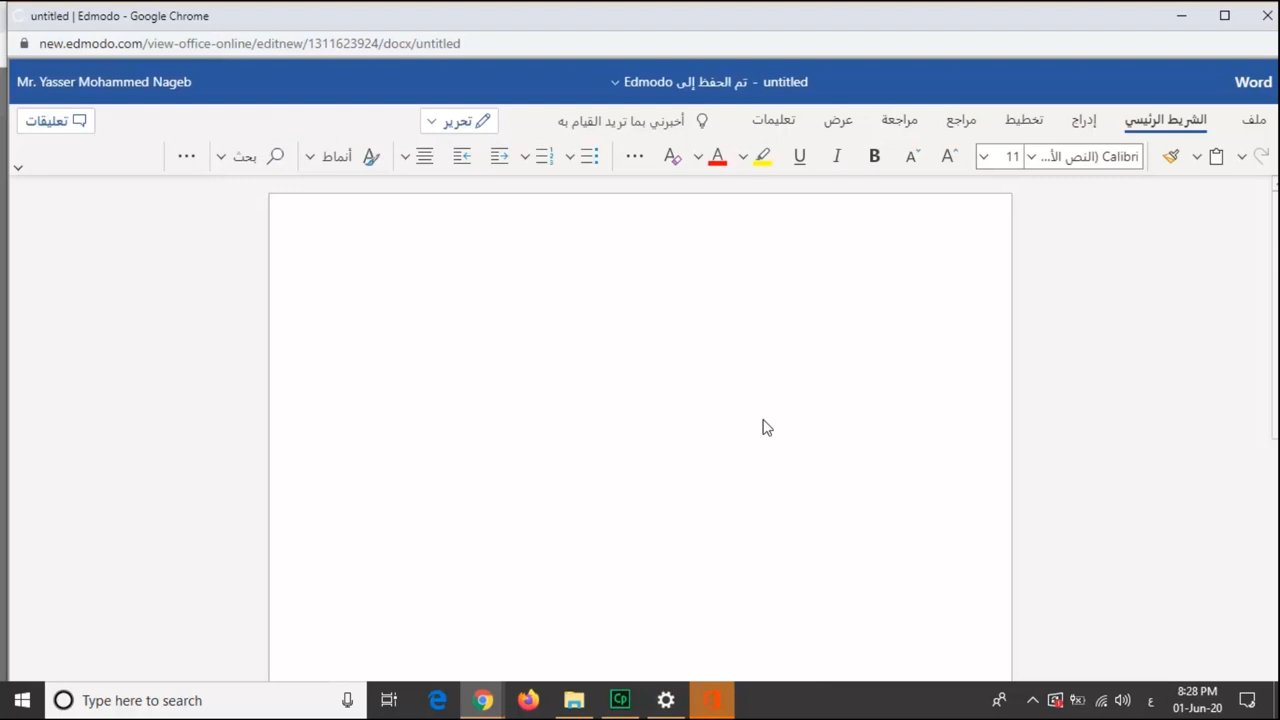 untitled | Edmodo - Google Chrome
new.edmodo.com/view-office-online/editnew/1311623924/docx/untitled
Word
untitled - تم الحفظ إلى Edmodo
Mr. Yasser Mohammed Nageb
ملف الشريط الرئيسي إدراج تخطيط مراجع مراجعة عرض تعليمات أخبرني بما تريد القيام به تحرير تعليقات
Calibri (النص الأ... 11 B I U A أنماط بحث
Type here to search
Cp
ع
8:28 PM
01-Jun-20